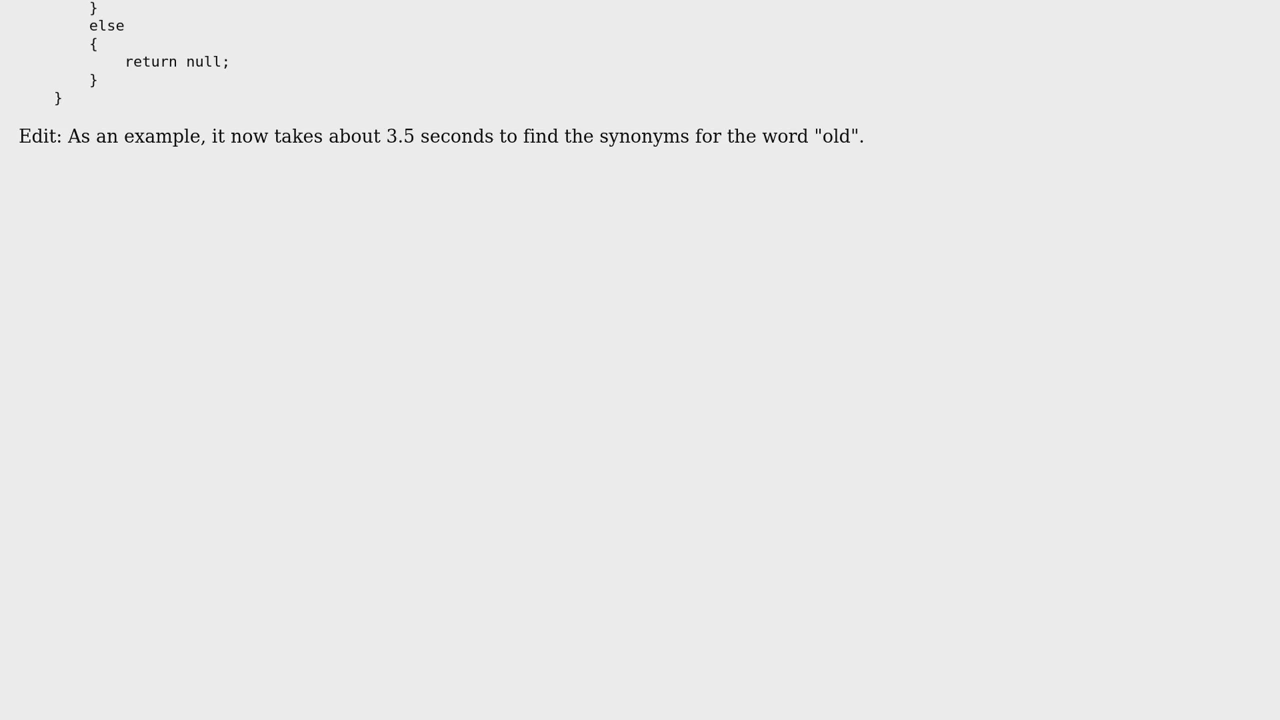 }
        else
        {
            return null;
        }
    }
Edit: As an example, it now takes about 3.5 seconds to find the synonyms for the word "old".